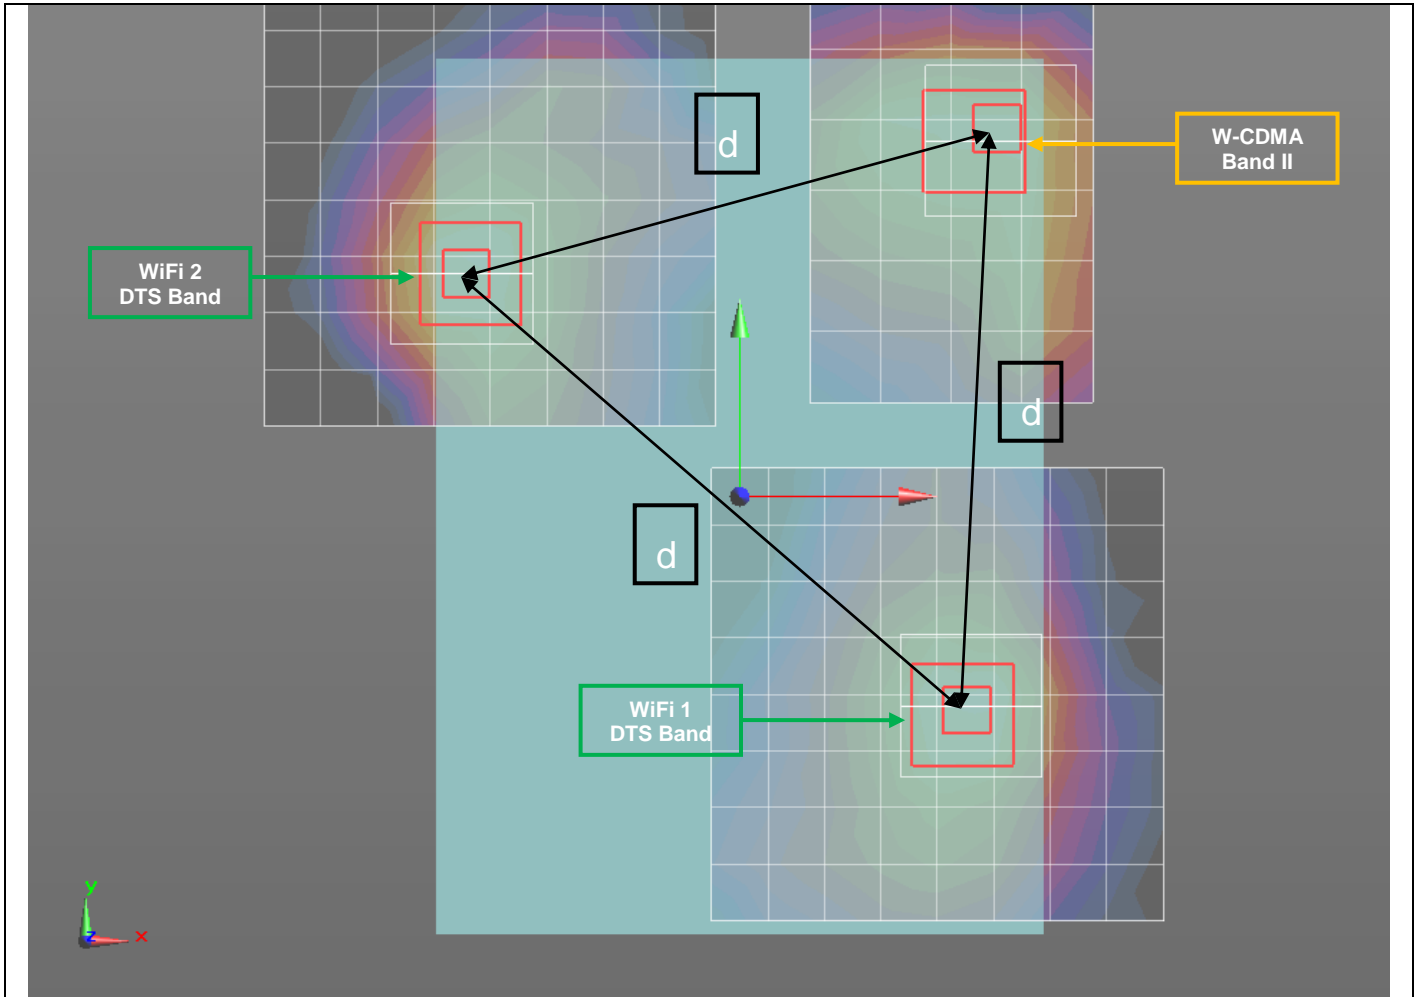 d
W-CDMA
Band II
WiFi 2
DTS Band
d
d
WiFi 1
DTS Band
y
z
x